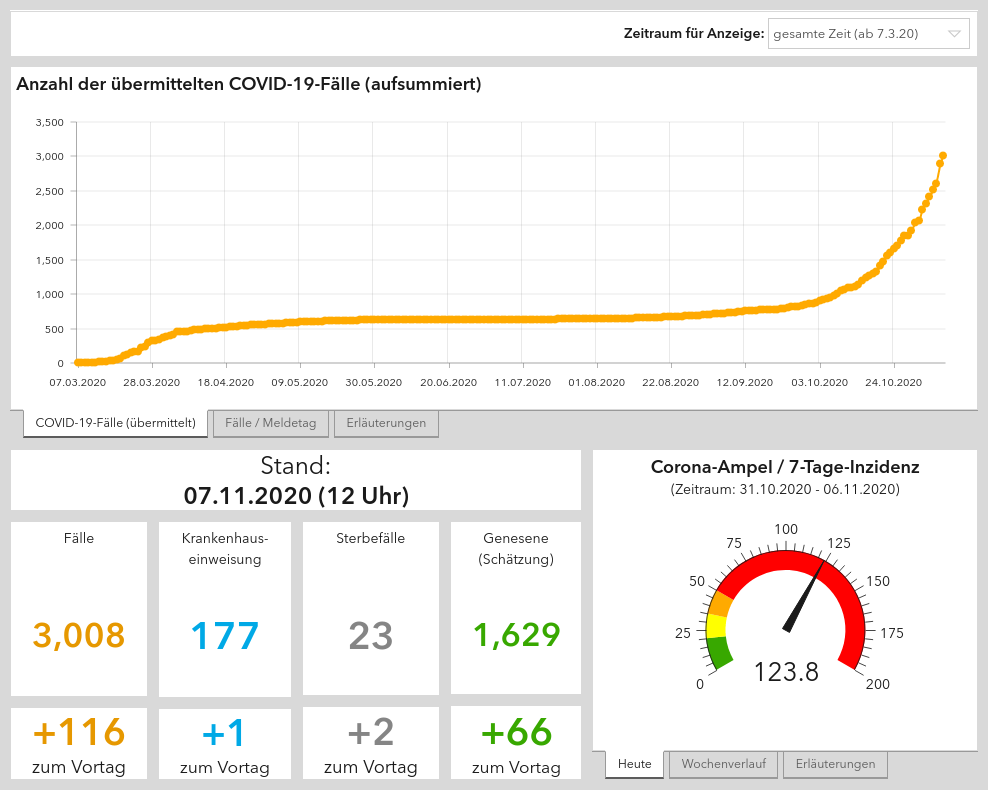 Zeitraum für Anzeige: gesamte Zeit (ab 7.3.20)
Anzahl der übermittelten COVID-19-Fälle (aufsummiert)
3,500
3,000
2,500
2,000
1,500
1,000
500
0
07.03.2020 28.03.2020 18.04.2020 09.05.2020 30.05.2020 20.06.2020 11.07.2020 01.08.2020 22.08.2020 12.09.2020 03.10.2020 24.10.2020
COVID-19-Fälle (übermittelt) Fälle / Meldetag Erläuterungen
Stand:
07.11.2020 (12 Uhr)
Fälle
3,008
+116
zum Vortag
Krankenhaus-
einweisung
177
+1
zum Vortag
Sterbefälle
23
+2
zum Vortag
Genesene
(Schätzung)
1,629
+66
zum Vortag
Corona-Ampel / 7-Tage-Inzidenz
(Zeitraum: 31.10.2020 - 06.11.2020)
0
25
50
75
100
125
150
175
200
123.8
Heute Wochenverlauf Erläuterungen